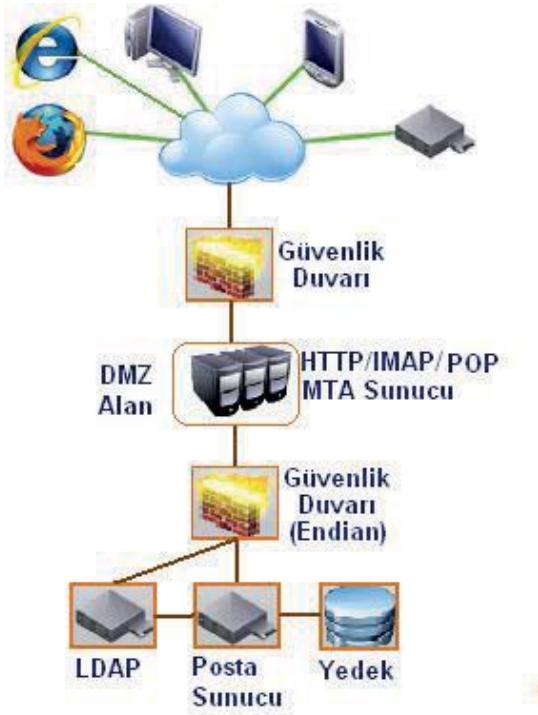 Güvenlik
Duvarı
DMZ
Alan
HTTP/IMAP/POP
MTA Sunucu
Güvenlik
Duvarı
(Endian)
LDAP
Posta
Sunucu
Yedek